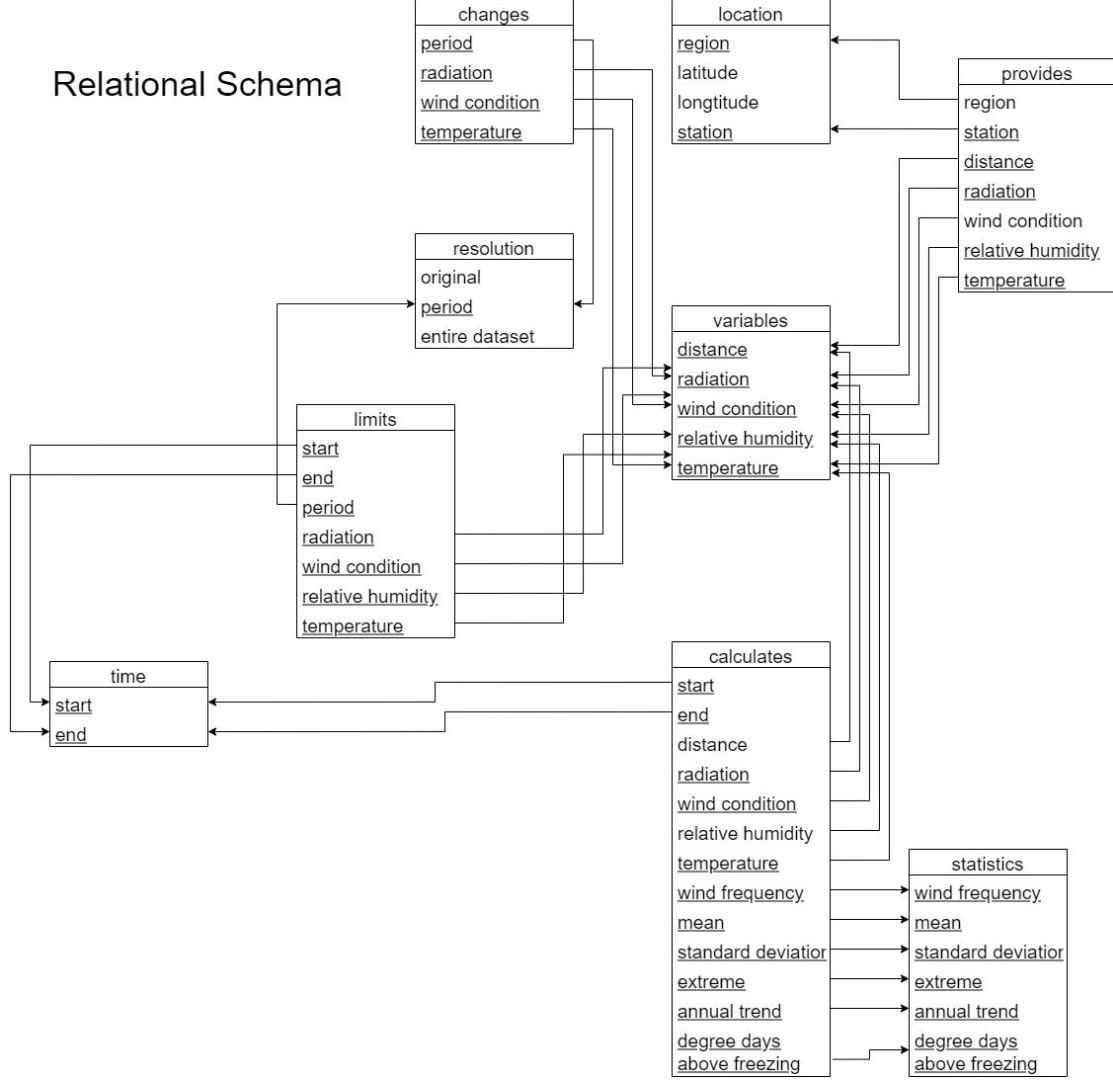 Relational Schema
changes
period
radiation
wind condition
temperature
location
region
latitude
longtitude
station
provides
region
station
distance
radiation
wind condition
relative humidity
temperature
resolution
original
period
entire dataset
variables
distance
radiation
wind condition
relative humidity
temperature
limits
start
end
period
radiation
wind condition
relative humidity
temperature
time
start
end
calculates
start
end
distance
radiation
wind condition
relative humidity
temperature
wind frequency
mean
standard deviation
extreme
annual trend
degree days
above freezing
statistics
wind frequency
mean
standard deviation
extreme
annual trend
degree days
above freezing